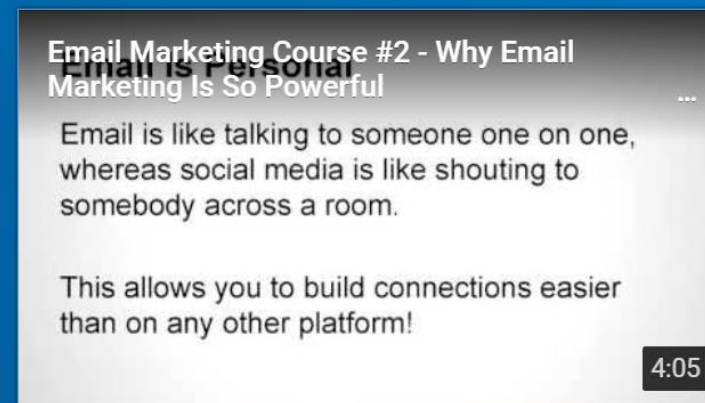 Email Marketing Course #2 - Why Email
Marketing Is So Powerful
Email Is Personal
...
Email is like talking to someone one on one,
whereas social media is like shouting to
somebody across a room.
This allows you to build connections easier
than on any other platform!
4:05